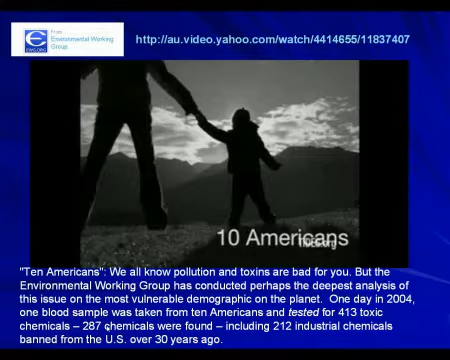 From
Environmental Working
Group
EWG.ORG
http://au.video.yahoo.com/watch/4414655/11837407
10 Americans
"Ten Americans": We all know pollution and toxins are bad for you. But the
Environmental Working Group has conducted perhaps the deepest analysis of
this issue on the most vulnerable demographic on the planet.  One day in 2004,
one blood sample was taken from ten Americans and tested for 413 toxic
chemicals – 287 chemicals were found – including 212 industrial chemicals
banned from the U.S. over 30 years ago.